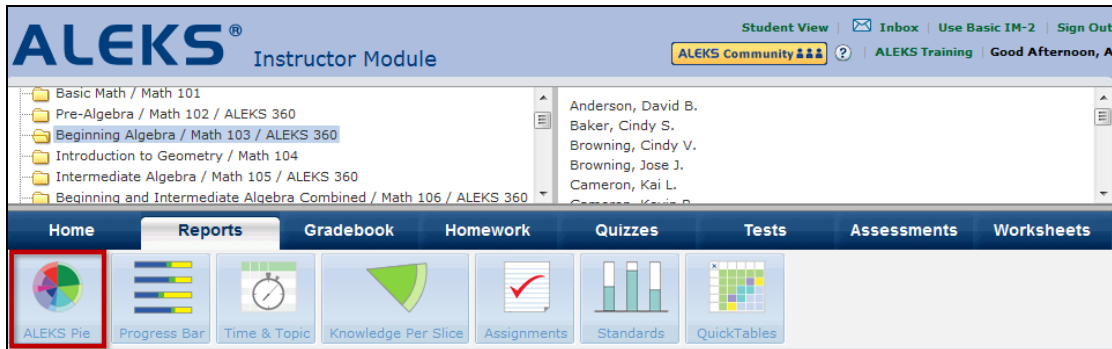 Student View | Inbox | Use Basic IM-2 | Sign Out
ALEKS® Instructor Module
ALEKS Community ? | ALEKS Training | Good Afternoon, A
Basic Math / Math 101
Pre-Algebra / Math 102 / ALEKS 360
Beginning Algebra / Math 103 / ALEKS 360
Introduction to Geometry / Math 104
Intermediate Algebra / Math 105 / ALEKS 360
Beginning and Intermediate Algebra Combined / Math 106 / ALEKS 360
Anderson, David B.
Baker, Cindy S.
Browning, Cindy V.
Browning, Jose J.
Cameron, Kai L.
Home Reports Gradebook Homework Quizzes Tests Assessments Worksheets
ALEKS Pie Progress Bar Time & Topic Knowledge Per Slice Assignments Standards QuickTables